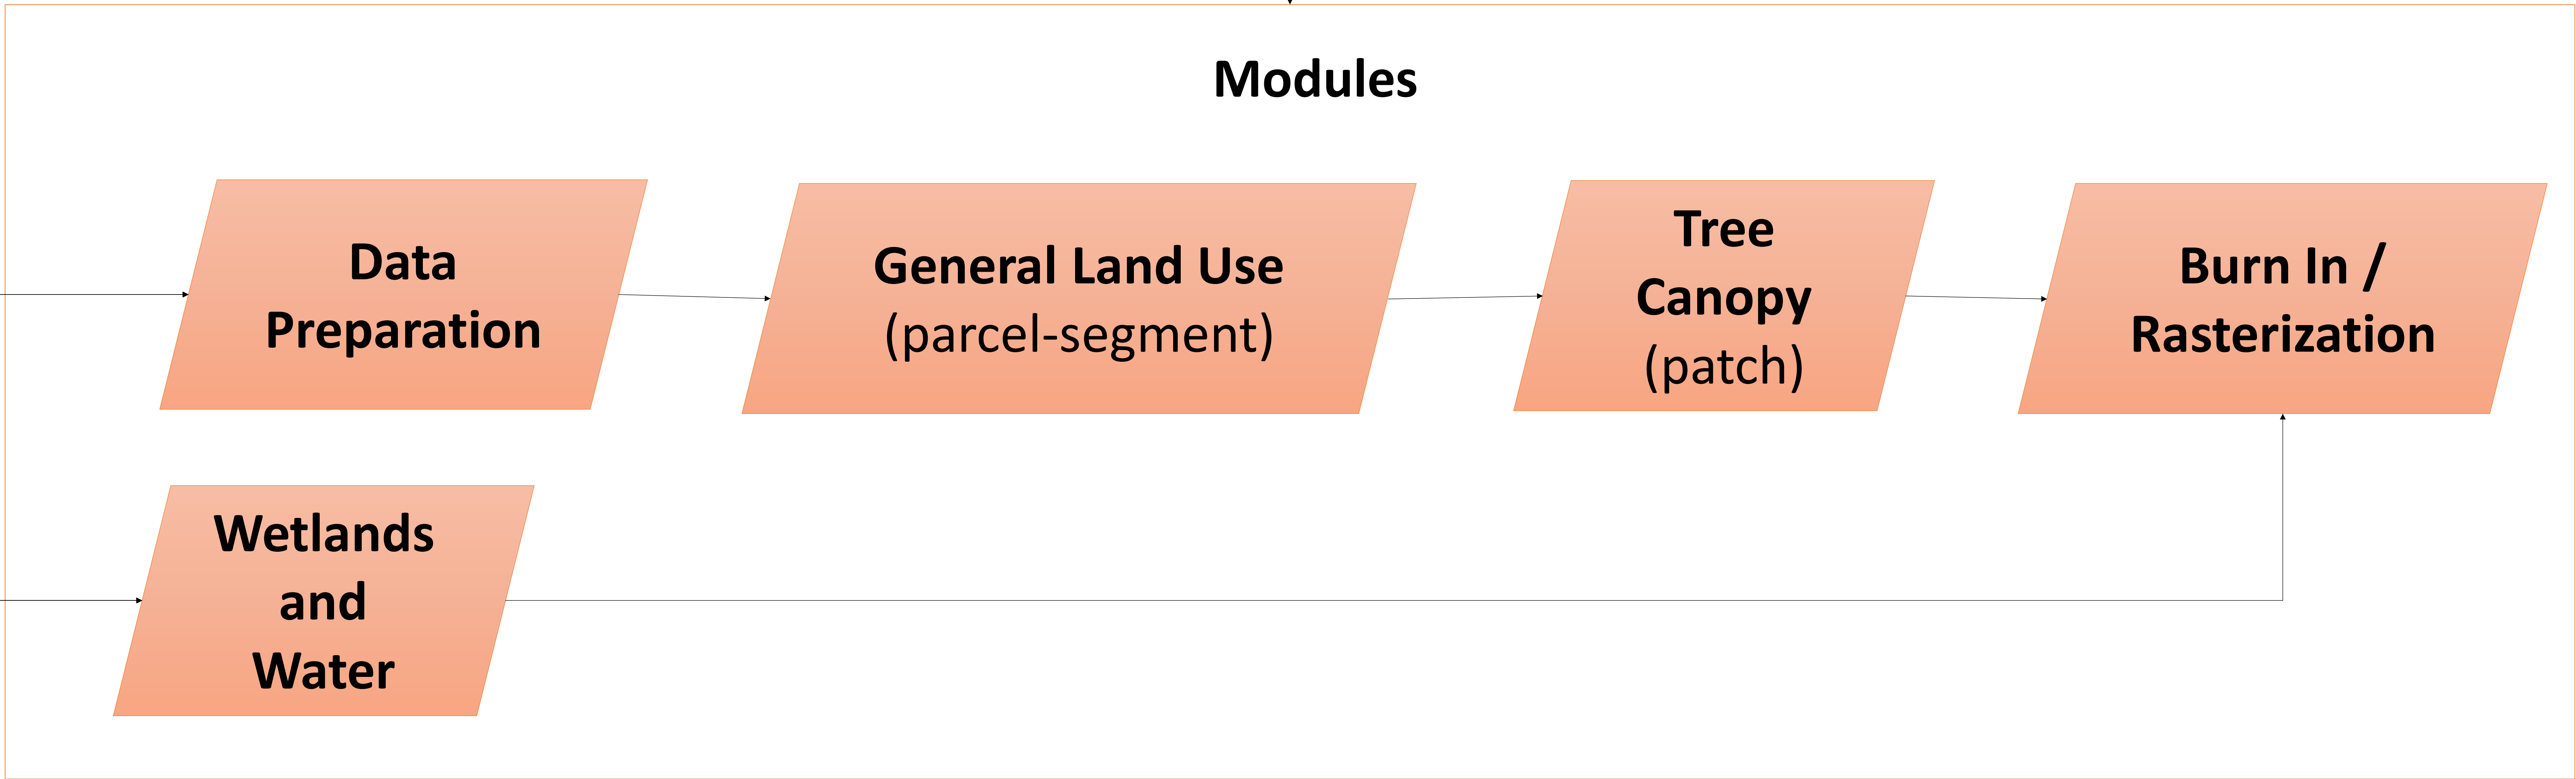 Modules
Data
Preparation
General Land Use
(parcel-segment)
Tree
Canopy
(patch)
Burn In /
Rasterization
Wetlands
and
Water